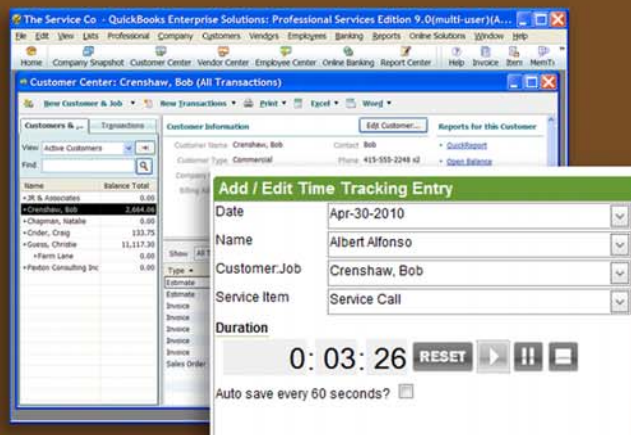 The Service Co - QuickBooks Enterprise Solutions: Professional Services Edition 9.0(multi-user)(A...
File Edit View Lists Professional Company Customers Vendors Employees Banking Reports Online Solutions Window Help
Home Company Snapshot Customer Center Vendor Center Employee Center Online Banking Report Center Help Invoice Item MemTx
Customer Center: Crenshaw, Bob (All Transactions)
New Customer & Job New Transactions Print Excel Word
Customers & ... Transactions Customer Information Edit Customer... Reports for this Customer
View Active Customers Customer Name Crenshaw, Bob Contact Bob QuickReport
Find Customer Type Commercial Phone 415-555-2248 x2 Open Balance
Company
Billing
Name Balance Total
JR & Associates 0.00
Crenshaw, Bob 2,664.06
Chapman, Natalie 0.00
Cnder, Craig 133.75
Guess, Christie 11,117.30
Farm Lane 0.00
Paxton Consulting Inc 0.00
Show All T
Type
Estimate
Estimate
Invoice
Invoice
Invoice
Invoice
Invoice
Sales Order
Add / Edit Time Tracking Entry
Date Apr-30-2010
Name Albert Alfonso
Customer:Job Crenshaw, Bob
Service Item Service Call
Duration
0: 03: 26 RESET
Auto save every 60 seconds?